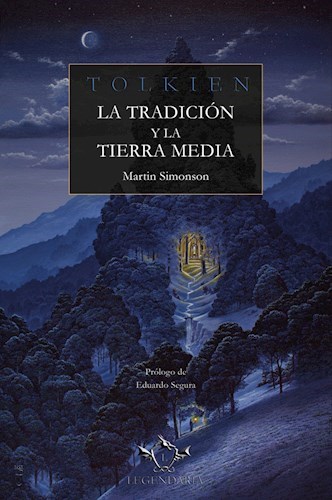 TOLKIEN
LA TRADICIÓN
Y LA
TIERRA MEDIA
Martin Simonson
Prólogo de
Eduardo Segura
L
LEGENDARIA